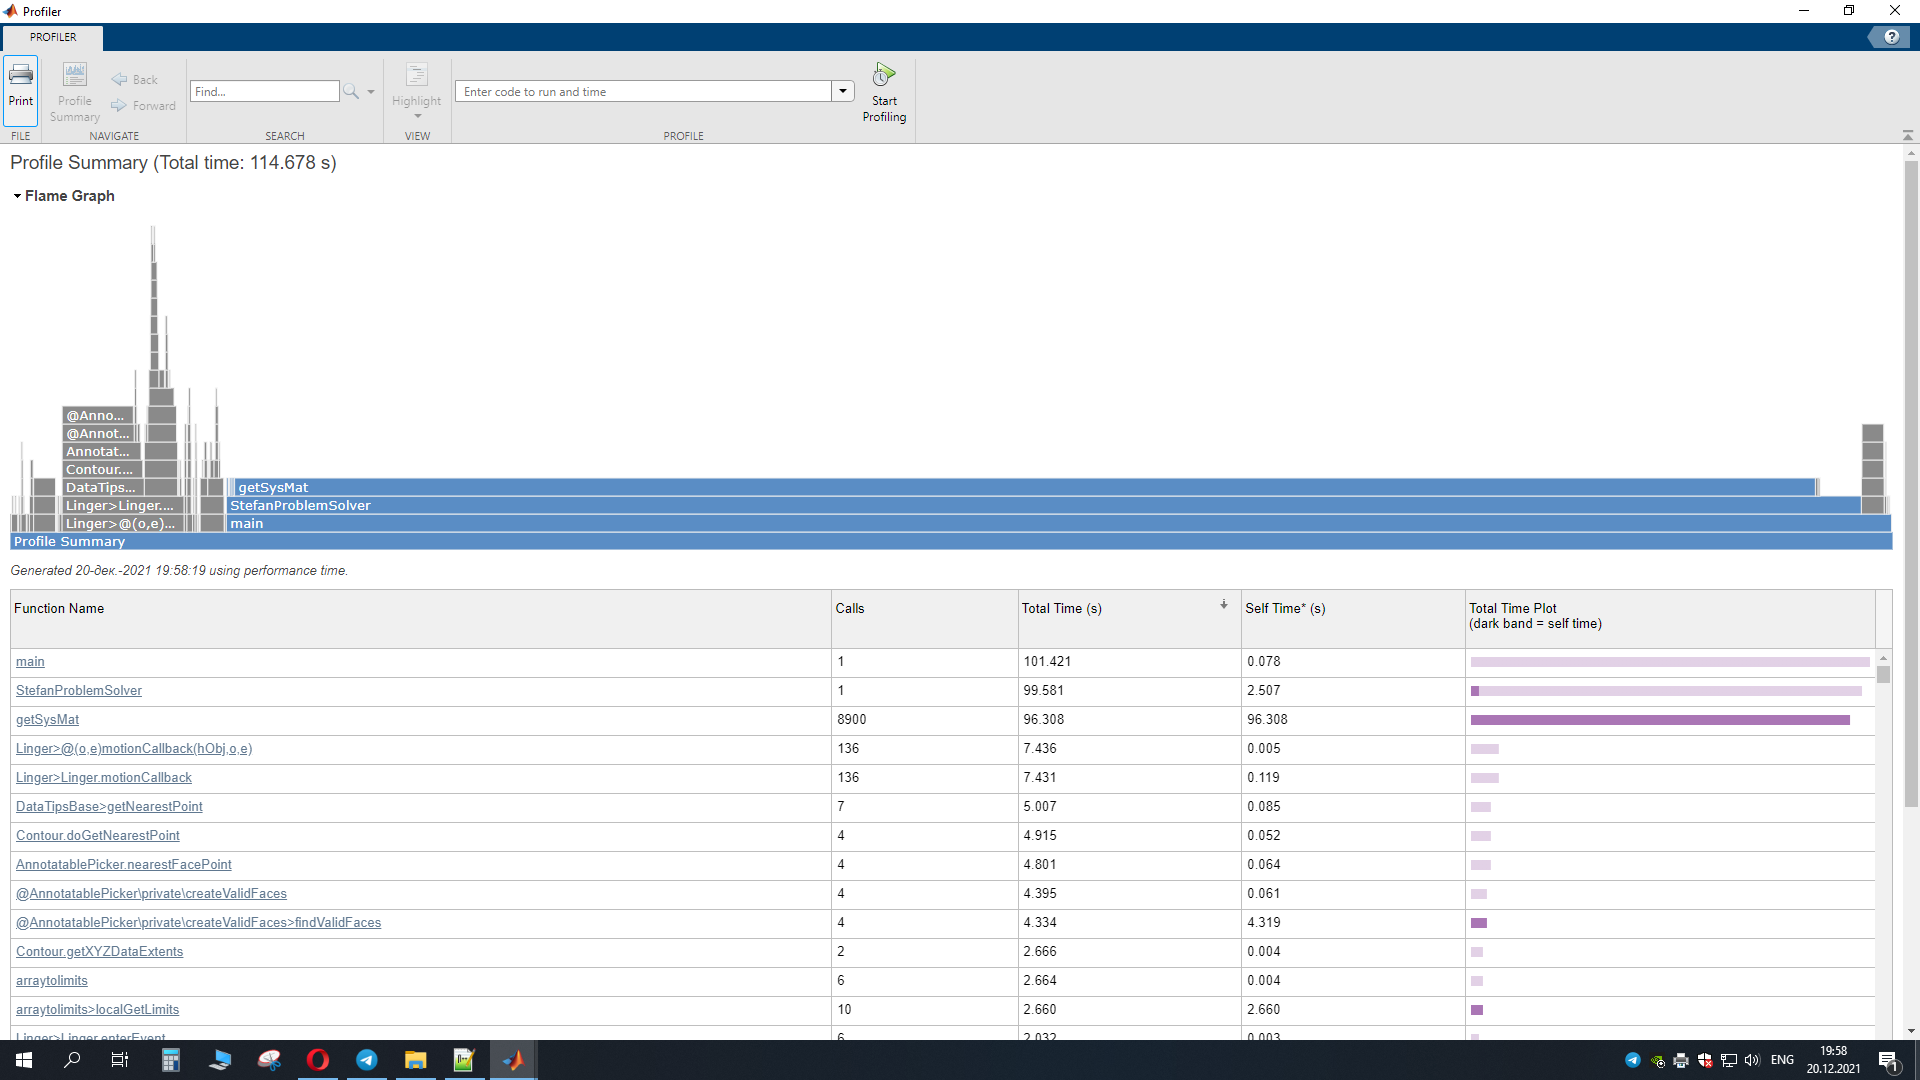 Profiler
PROFILER
?
Print
Profile
Summary
Back
Forward
Find...
Highlight
Enter code to run and time
Start
Profiling
FILE
NAVIGATE
SEARCH
VIEW
PROFILE
Profile Summary (Total time: 114.678 s)
Flame Graph
@Anno...
@Annot...
Annotat...
Contour....
DataTips...
getSysMat
Linger>Linger....
StefanProblemSolver
Linger>@(o,e)...
main
Profile Summary
Generated 20-дек.-2021 19:58:19 using performance time.
Function Name Calls Total Time (s) Self Time* (s) Total Time Plot
(dark band = self time)
main 1 101.421 0.078
StefanProblemSolver 1 99.581 2.507
getSysMat 8900 96.308 96.308
Linger>@(o,e)motionCallback(hObj,o,e) 136 7.436 0.005
Linger>Linger.motionCallback 136 7.431 0.119
DataTipsBase>getNearestPoint 7 5.007 0.085
Contour.doGetNearestPoint 4 4.915 0.052
AnnotatablePicker.nearestFacePoint 4 4.801 0.064
@AnnotatablePicker\private\createValidFaces 4 4.395 0.061
@AnnotatablePicker\private\createValidFaces>findValidFaces 4 4.334 4.319
Contour.getXYZDataExtents 2 2.666 0.004
arraytolimits 6 2.664 0.004
arraytolimits>localGetLimits 10 2.660 2.660
Linger>Linger.enterEvent 6 2.032 0.003
ENG
19:58
20.12.2021
1